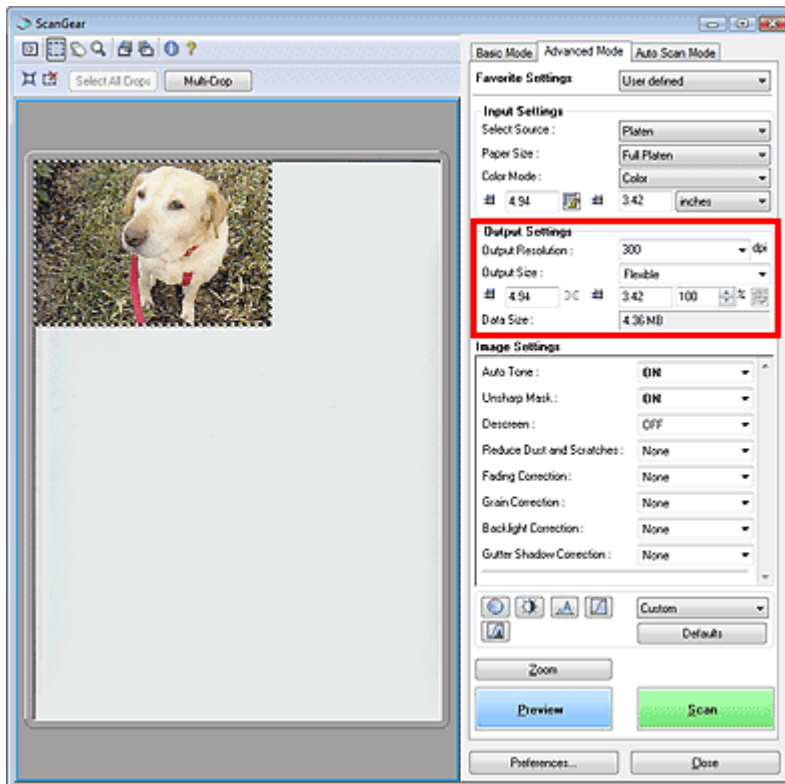 ScanGear
Select All Crops
Multi-Crop
Basic Mode
Advanced Mode
Auto Scan Mode
Favorite Settings
User defined
Input Settings
Select Source :
Platen
Paper Size :
Full Platen
Color Mode :
Color
4.94
3.42
inches
Output Settings
Output Resolution :
300
dpi
Output Size :
Flexible
4.94
3.42
100
%
Data Size :
4.36 MB
Image Settings
Auto Tone :
ON
Unsharp Mask :
ON
Descreen :
OFF
Reduce Dust and Scratches :
None
Fading Correction :
None
Grain Correction :
None
Backlight Correction :
None
Gutter Shadow Correction :
None
Custom
Defaults
Zoom
Preview
Scan
Preferences...
Close